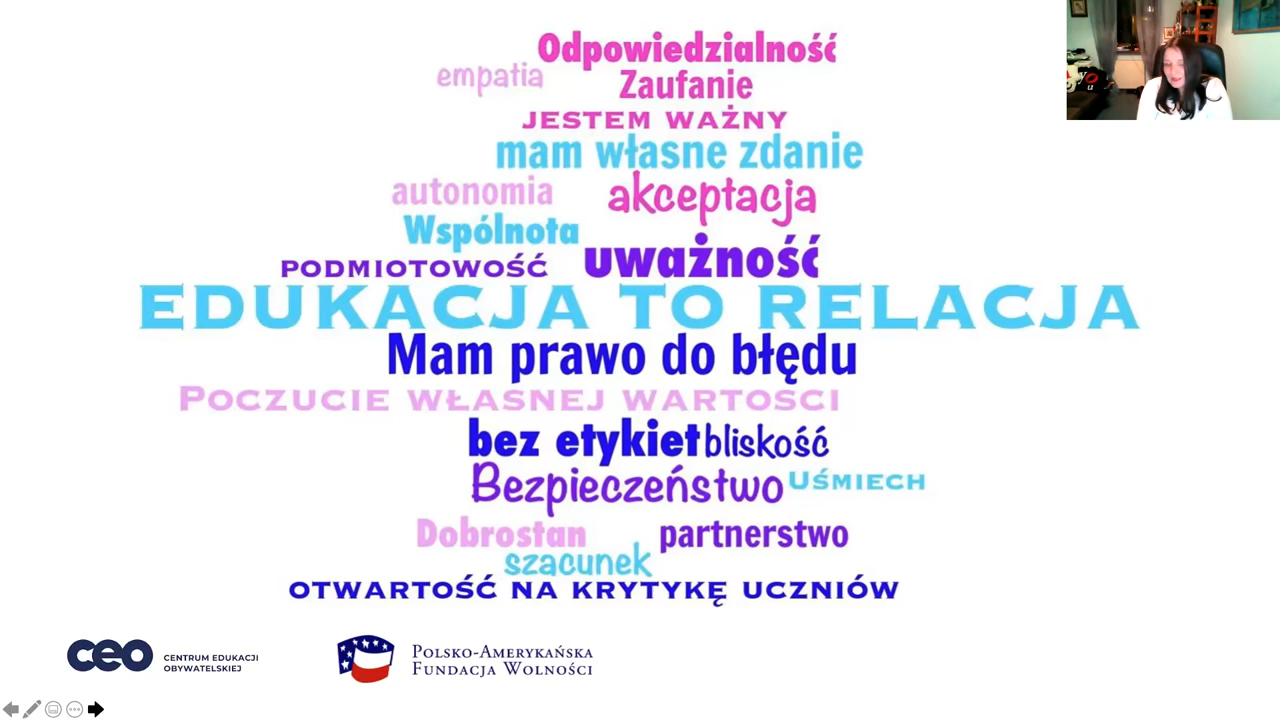 Odpowiedzialność
empatia
Zaufanie
JESTEM WAŻNY
mam własne zdanie
autonomia
akceptacja
Wspólnota
uważność
PODMIOTOWOŚĆ
EDUKACJA TO RELACJA
Mam prawo do błędu
POCZUCIE WŁASNEJ WARTOSCI
bez etykiet bliskość
Bezpieczeństwo UŚMIECH
Dobrostan partnerstwo
szacunek
OTWARTOŚĆ NA KRYTYKĘ UCZNIÓW
ceo CENTRUM EDUKACJI
OBYWATELSKIEJ
POLSKO-AMERYKAŃSKA
FUNDACJA WOLNOŚCI